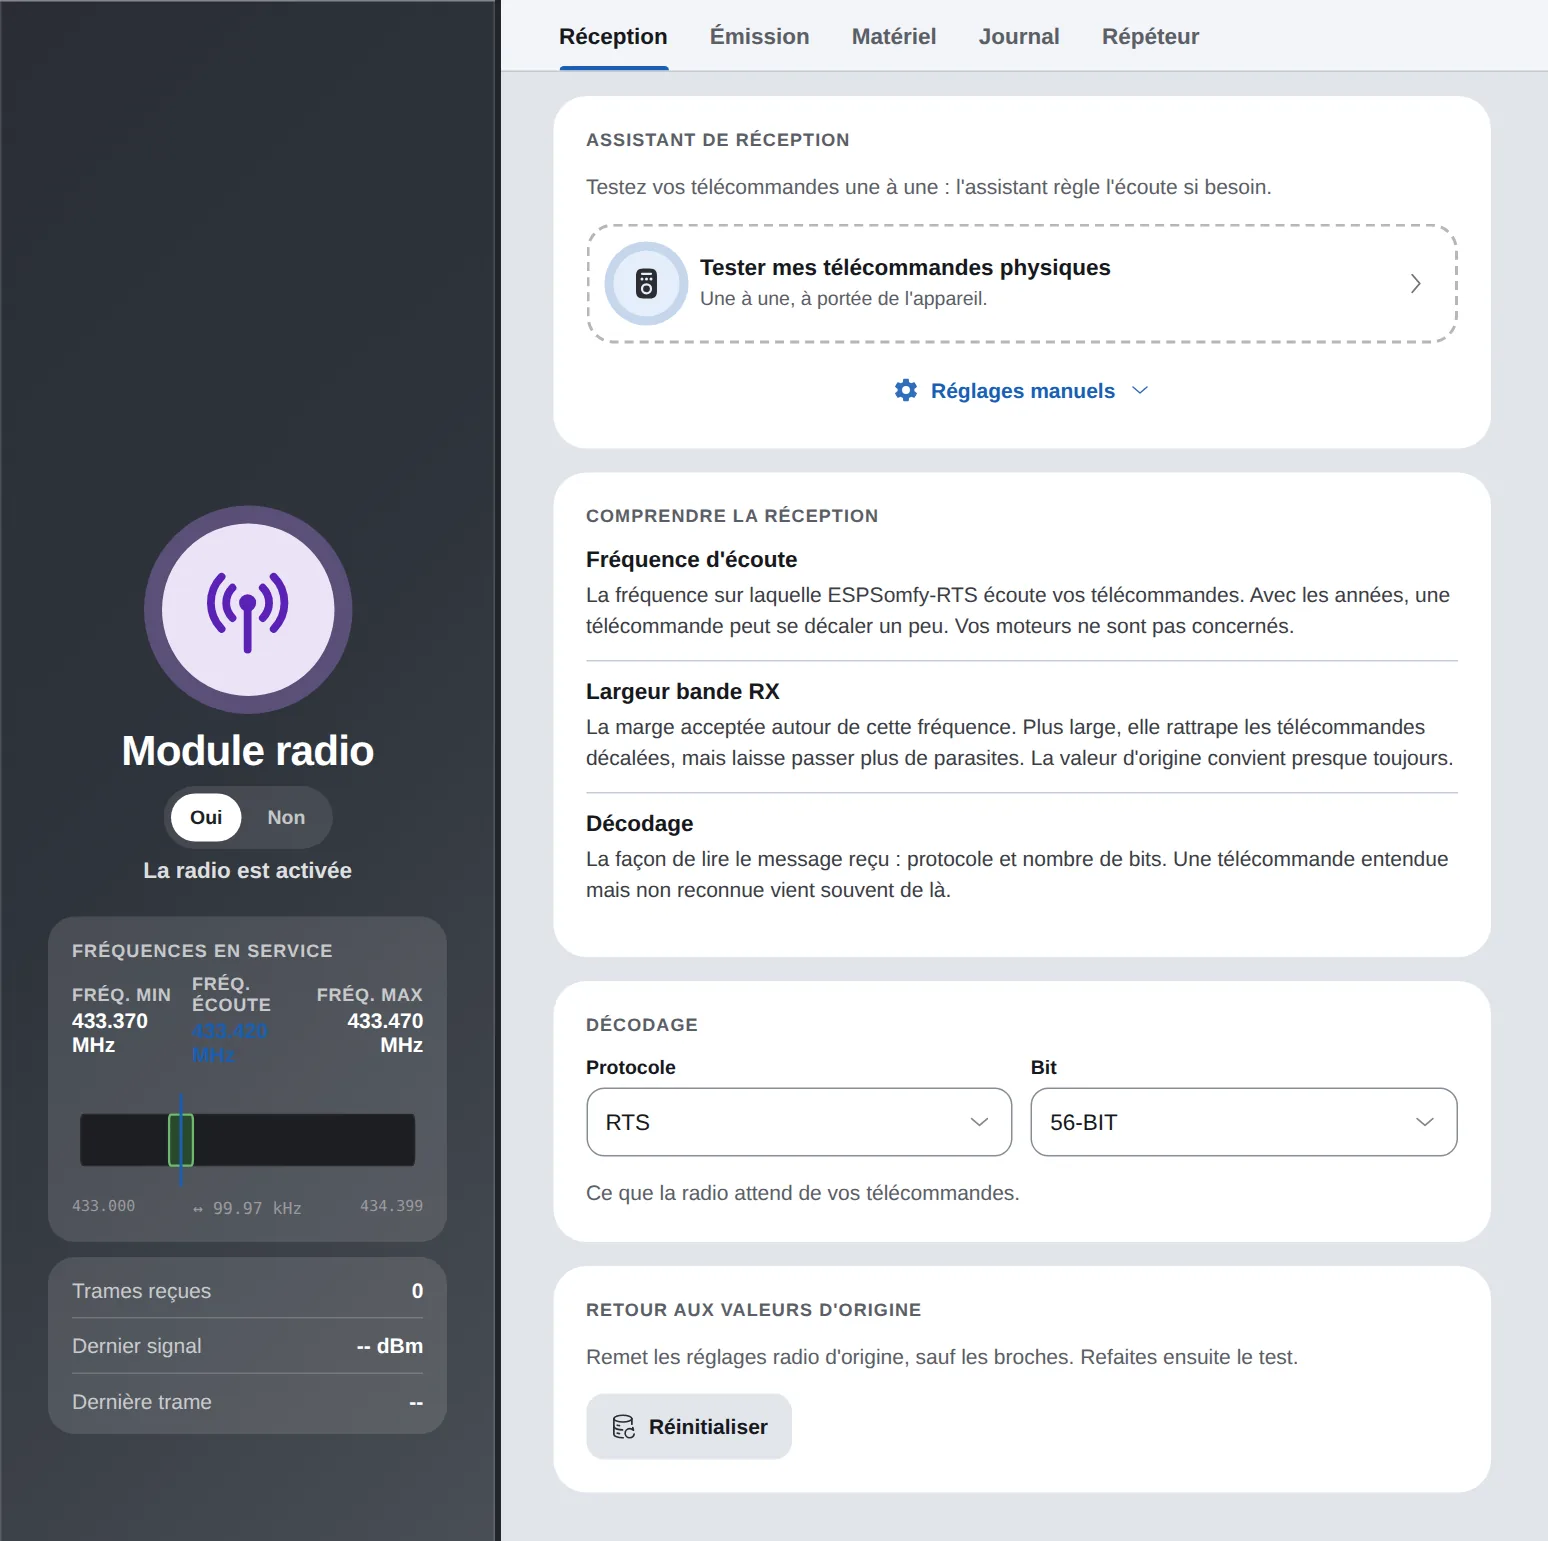 Module radio
Oui
Non
La radio est activée
FRÉQUENCES EN SERVICE
FRÉQ. MIN
433.370
MHz
FRÉQ.
ÉCOUTE
433.420
MHz
FRÉQ. MAX
433.470
MHz
433.000
↔ 99.97 kHz
434.399
Trames reçues
0
Dernier signal
-- dBm
Dernière trame
--
Réception
Émission
Matériel
Journal
Répéteur
ASSISTANT DE RÉCEPTION
Testez vos télécommandes une à une : l'assistant règle l'écoute si besoin.
Tester mes télécommandes physiques
Une à une, à portée de l'appareil.
Réglages manuels
COMPRENDRE LA RÉCEPTION
Fréquence d'écoute
La fréquence sur laquelle ESPSomfy-RTS écoute vos télécommandes. Avec les années, une
télécommande peut se décaler un peu. Vos moteurs ne sont pas concernés.
Largeur bande RX
La marge acceptée autour de cette fréquence. Plus large, elle rattrape les télécommandes
décalées, mais laisse passer plus de parasites. La valeur d'origine convient presque toujours.
Décodage
La façon de lire le message reçu : protocole et nombre de bits. Une télécommande entendue
mais non reconnue vient souvent de là.
DÉCODAGE
Protocole
RTS
Bit
56-BIT
Ce que la radio attend de vos télécommandes.
RETOUR AUX VALEURS D'ORIGINE
Remet les réglages radio d'origine, sauf les broches. Refaites ensuite le test.
Réinitialiser